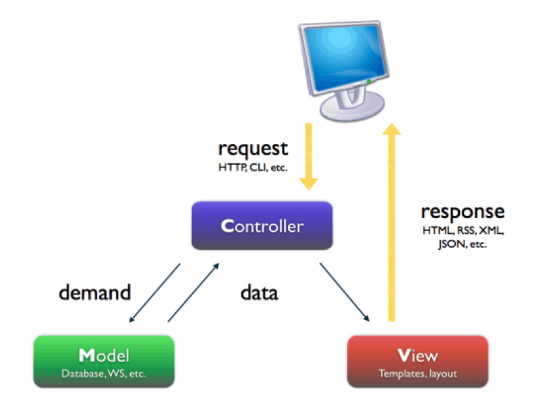 request
HTTP, CLI, etc.
Controller
response
HTML, RSS, XML,
JSON, etc.
demand
data
Model
Database, WS, etc.
View
Templates, layout